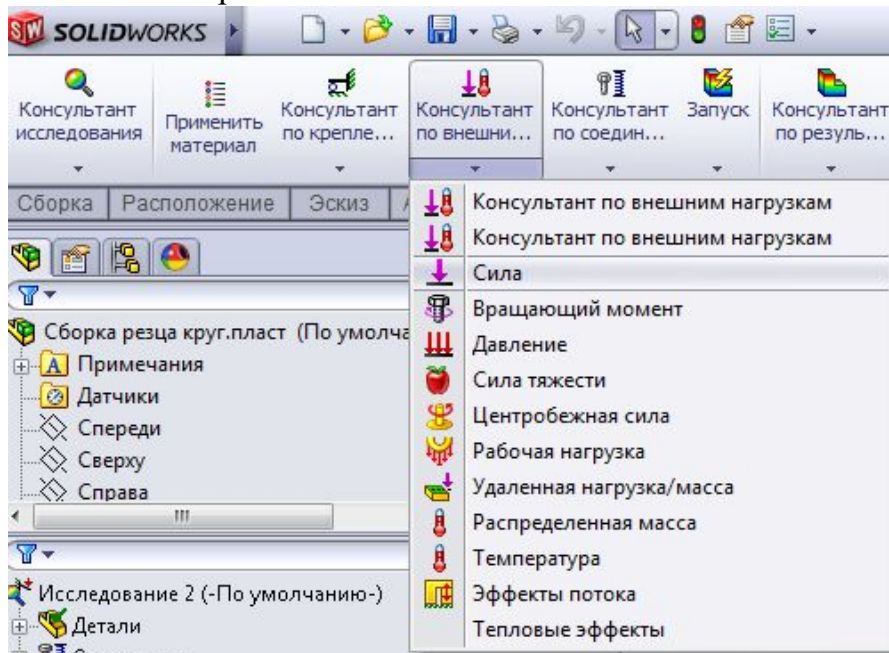 SOLIDWORKS
Консультант исследования
Применить материал
Консультант по крепле...
Консультант по внешни...
Консультант по соедин...
Запуск
Консультант по резуль...
Сборка Расположение Эскиз
Консультант по внешним нагрузкам
Консультант по внешним нагрузкам
Сила
Вращающий момент
Давление
Сила тяжести
Центробежная сила
Рабочая нагрузка
Удаленная нагрузка/масса
Распределенная масса
Температура
Эффекты потока
Тепловые эффекты
Сборка резца круг.пласт (По умолча
Примечания
Датчики
Спереди
Сверху
Справа
Исследование 2 (-По умолчанию-)
Детали